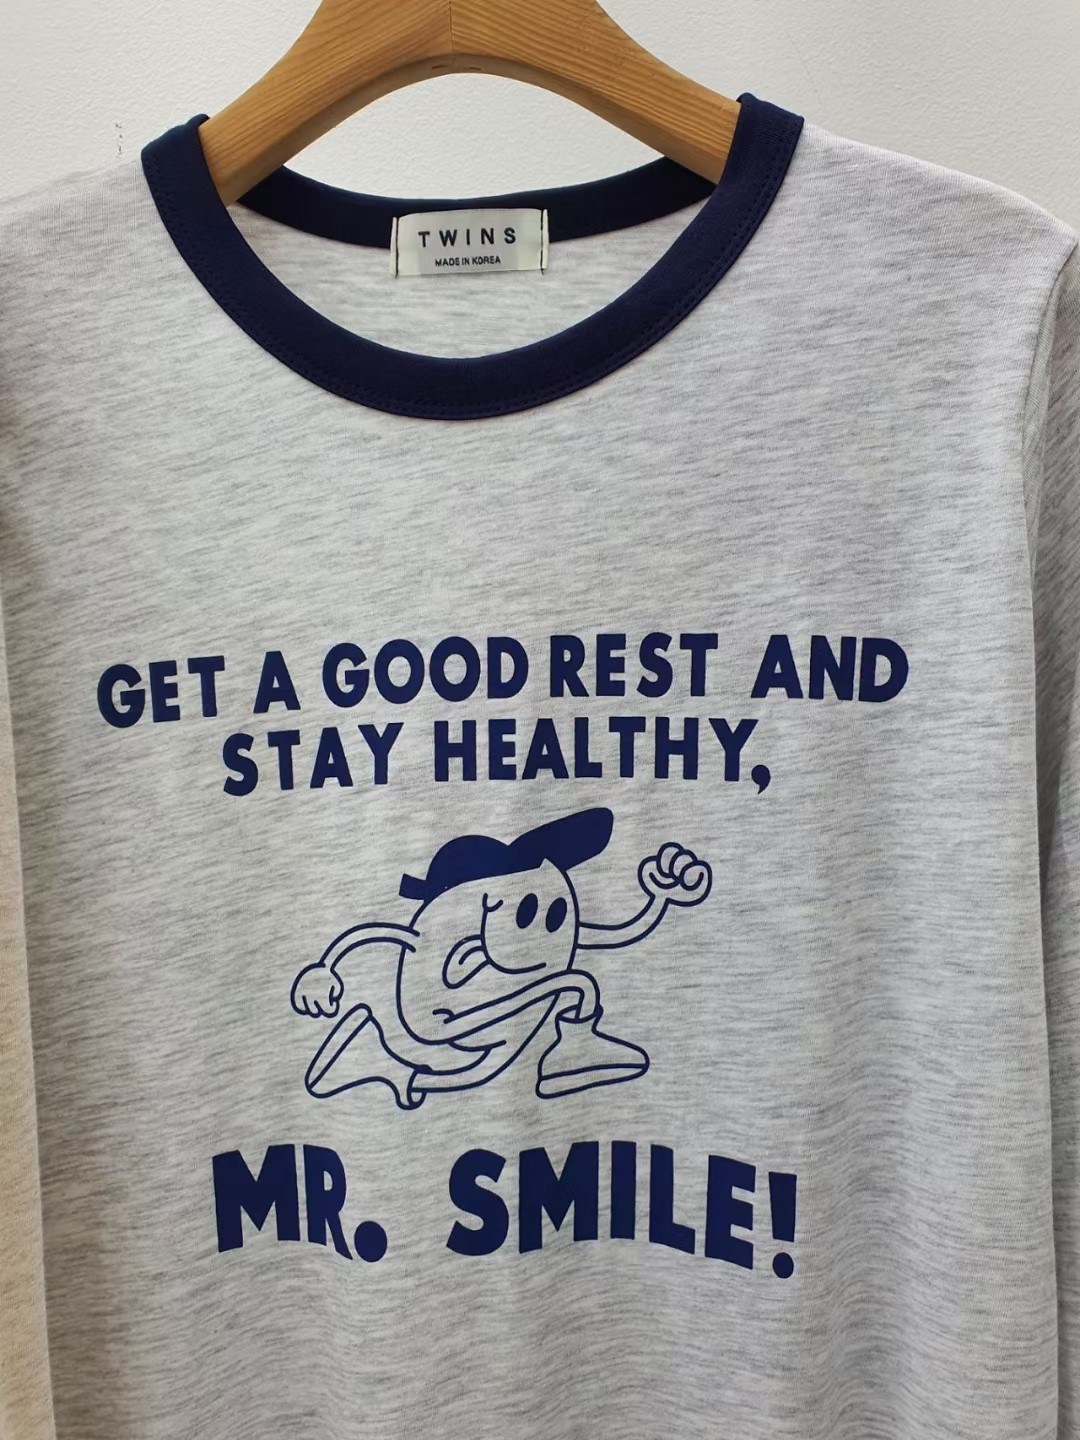 TWINS
MADE IN KOREA
GET A GOOD REST AND
STAY HEALTHY,
MR. SMILE!